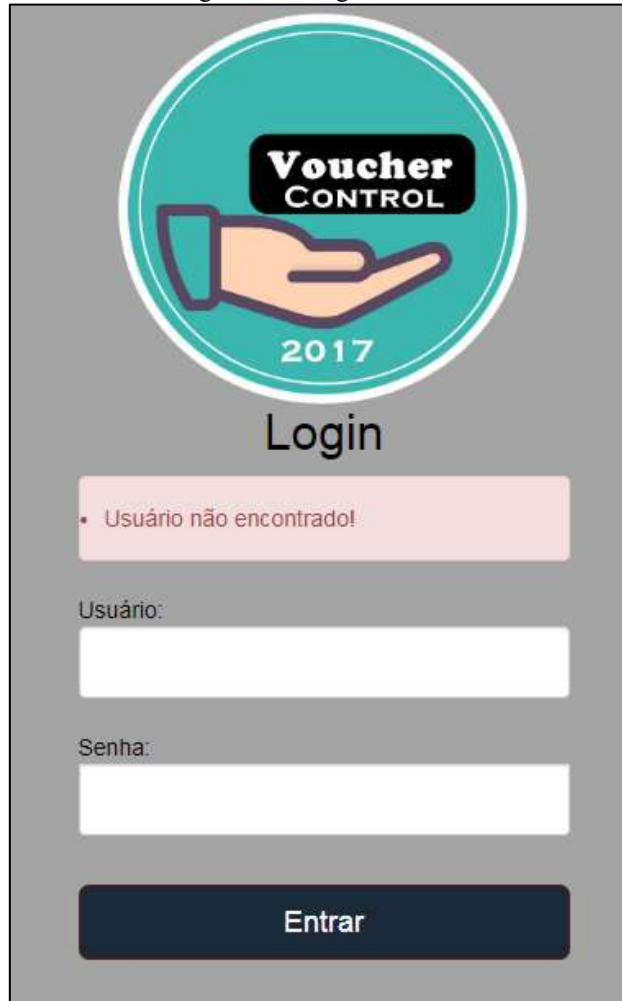 Voucher
CONTROL
2017
Login
• Usuário não encontrado!
Usuário:
Senha:
Entrar